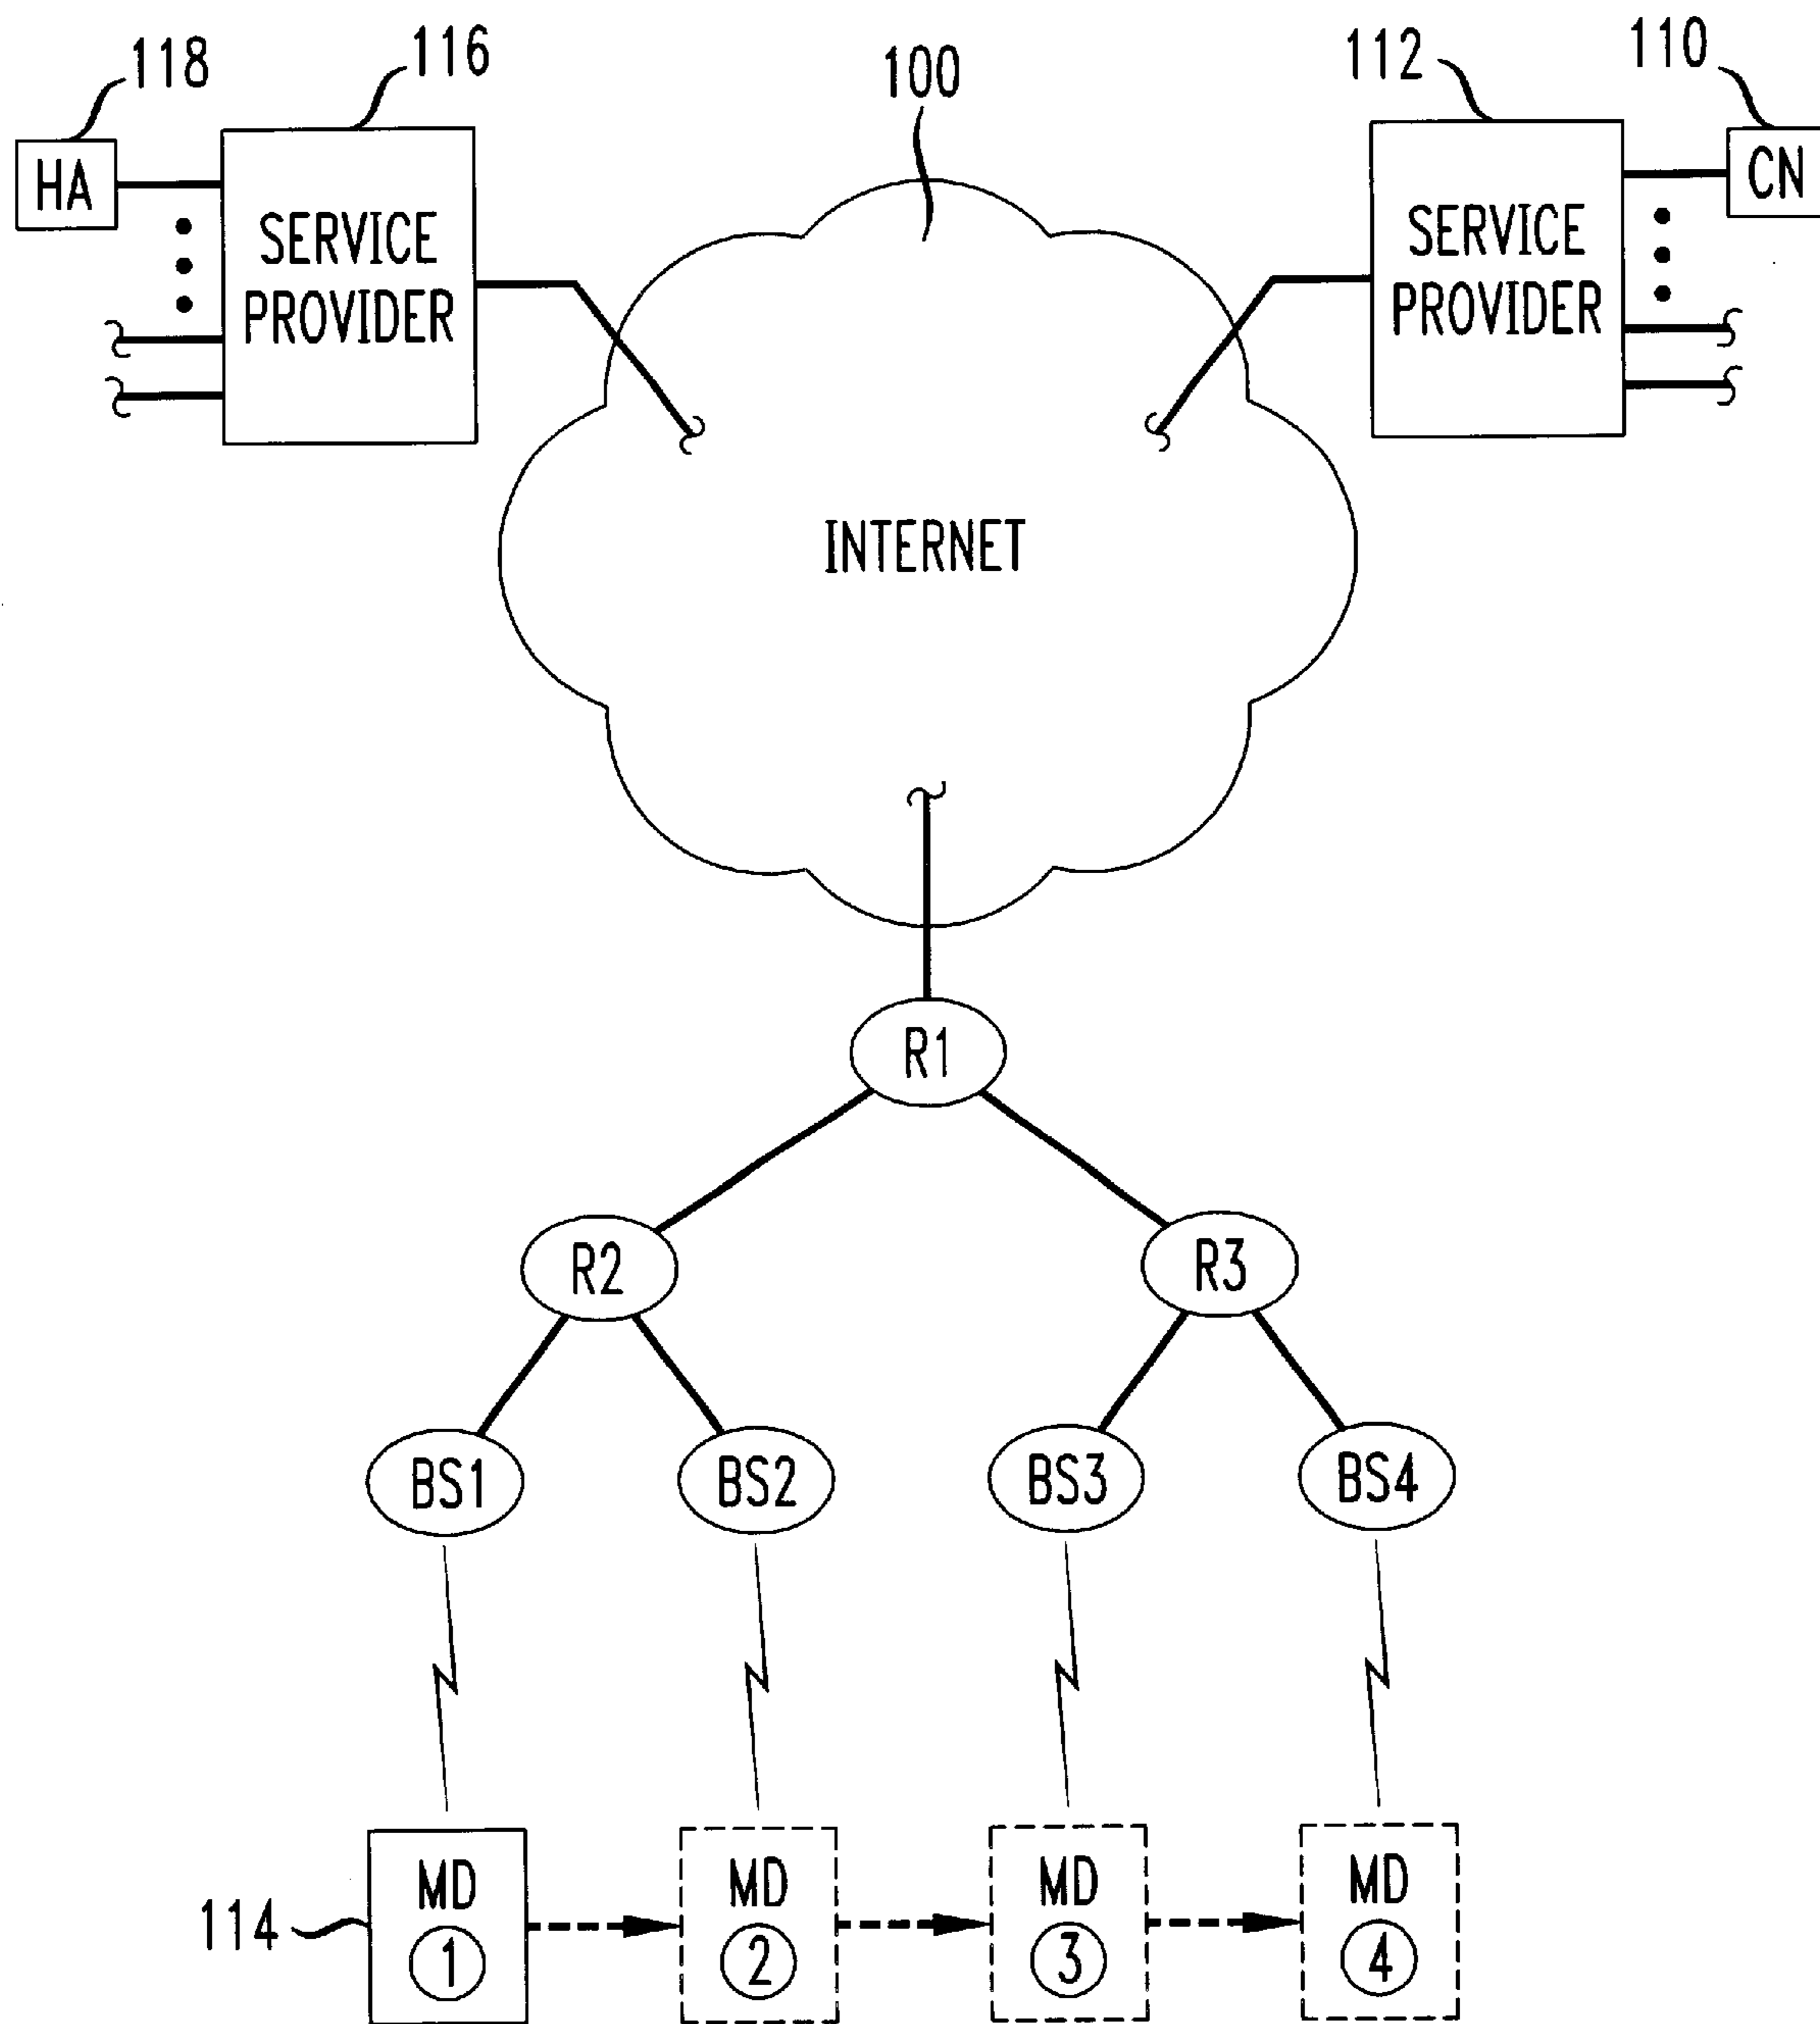 118
116
100
112
110
HA
SERVICE
PROVIDER
SERVICE
PROVIDER
CN
INTERNET
R1
R2
R3
BS1
BS2
BS3
BS4
114
MD
1
MD
2
MD
3
MD
4